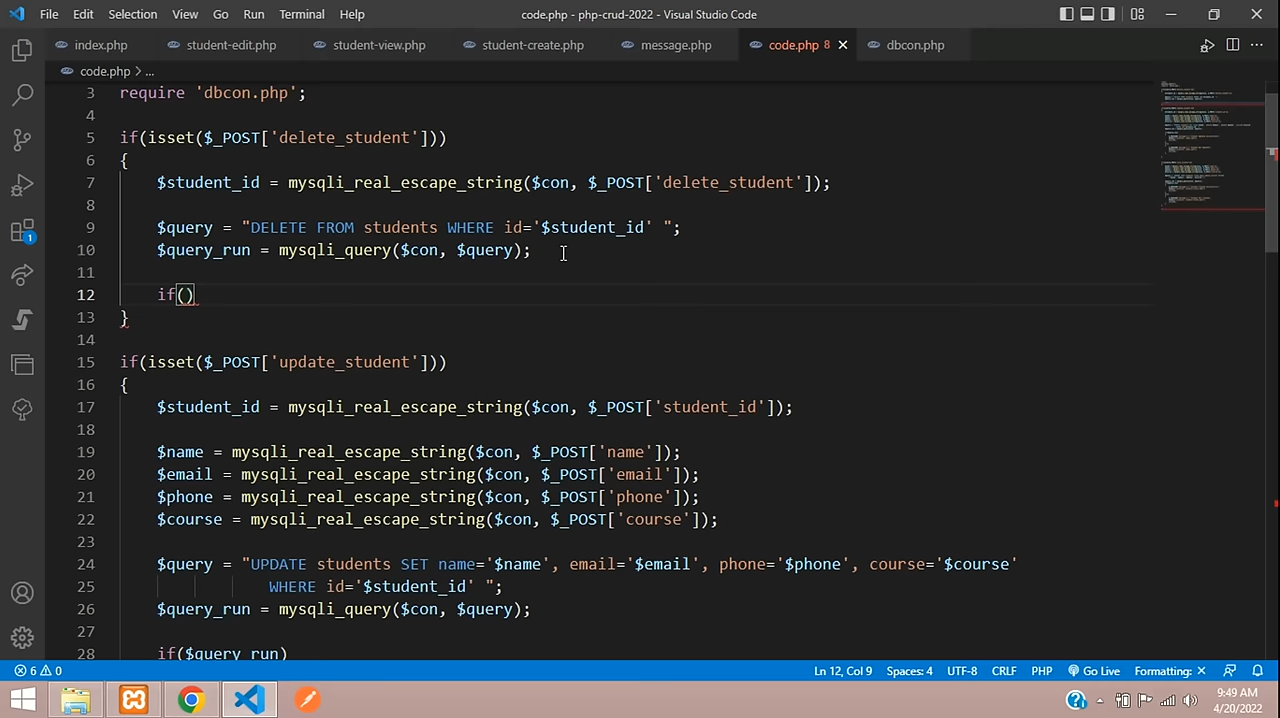 File Edit Selection View Go Run Terminal Help code.php - php-crud-2022 - Visual Studio Code
index.php student-edit.php student-view.php student-create.php message.php code.php 8 dbcon.php
code.php > ...
3 require 'dbcon.php';
4
5 if(isset($_POST['delete_student']))
6 {
7 $student_id = mysqli_real_escape_string($con, $_POST['delete_student']);
8
9 $query = "DELETE FROM students WHERE id='$student_id' ";
10 $query_run = mysqli_query($con, $query);
11
12 if()
13 }
14
15 if(isset($_POST['update_student']))
16 {
17 $student_id = mysqli_real_escape_string($con, $_POST['student_id']);
18
19 $name = mysqli_real_escape_string($con, $_POST['name']);
20 $email = mysqli_real_escape_string($con, $_POST['email']);
21 $phone = mysqli_real_escape_string($con, $_POST['phone']);
22 $course = mysqli_real_escape_string($con, $_POST['course']);
23
24 $query = "UPDATE students SET name='$name', email='$email', phone='$phone', course='$course'
25 WHERE id='$student_id' ";
26 $query_run = mysqli_query($con, $query);
27
28 if($query_run)
1
6 0 Ln 12, Col 9 Spaces: 4 UTF-8 CRLF PHP Go Live Formatting: ×
9:49 AM
4/20/2022